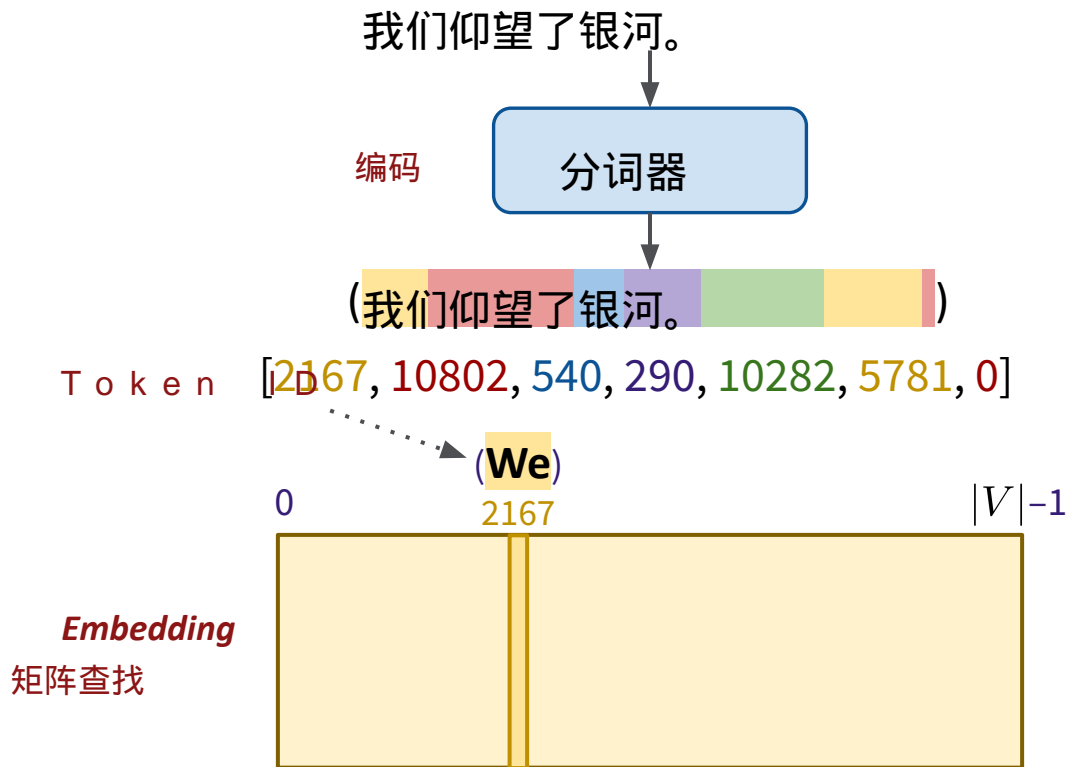 我们仰望了银河。
编码
分词器
(我们仰望了银河。)
Token ID
[2167, 10802, 540, 290, 10282, 5781, 0]
(We)
0
2167
|V|−1
Embedding
矩阵查找